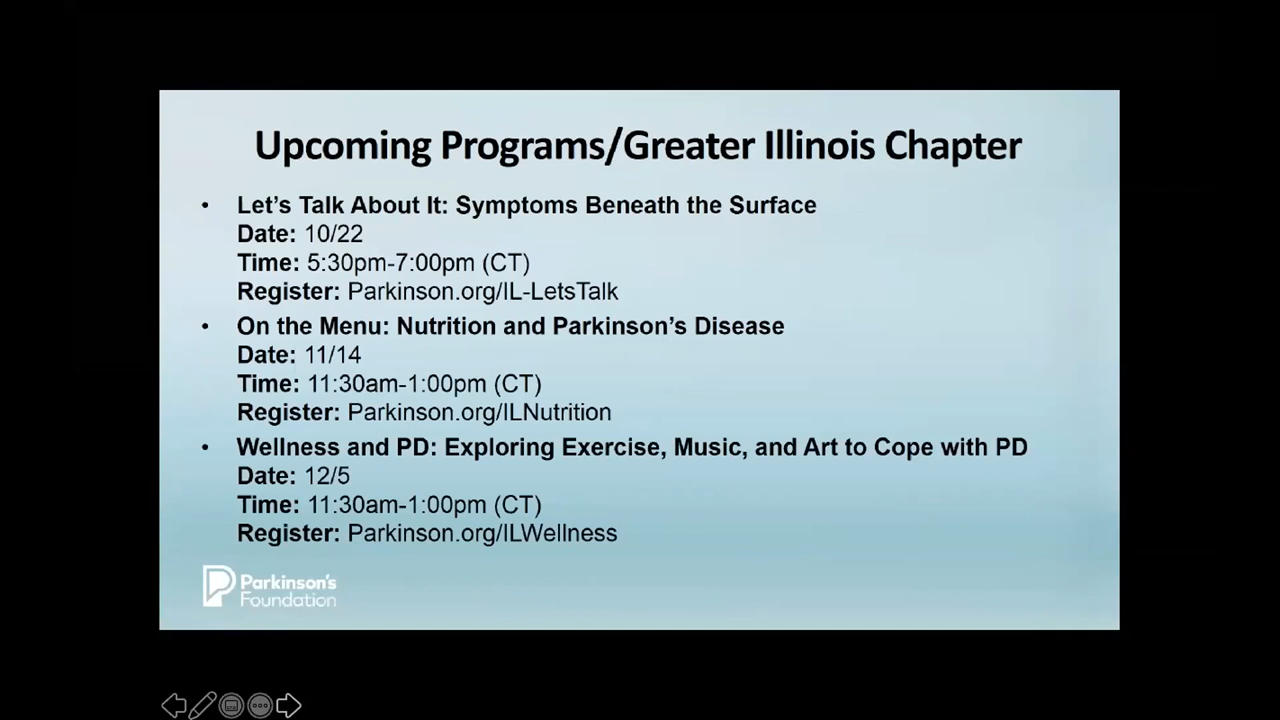 Upcoming Programs/Greater Illinois Chapter
• Let's Talk About It: Symptoms Beneath the Surface
Date: 10/22
Time: 5:30pm-7:00pm (CT)
Register: Parkinson.org/IL-LetsTalk
• On the Menu: Nutrition and Parkinson's Disease
Date: 11/14
Time: 11:30am-1:00pm (CT)
Register: Parkinson.org/ILNutrition
• Wellness and PD: Exploring Exercise, Music, and Art to Cope with PD
Date: 12/5
Time: 11:30am-1:00pm (CT)
Register: Parkinson.org/ILWellness
Parkinson's
Foundation